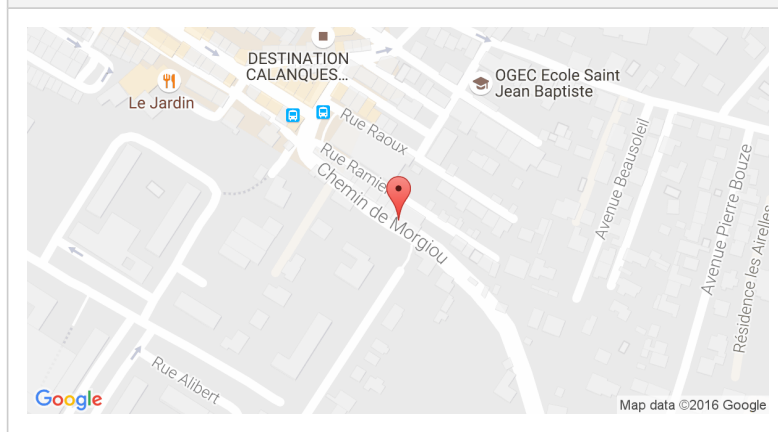 DESTINATION
CALANQUES...
Le Jardin
OGEC Ecole Saint
Jean Baptiste
Rue Raoux
Rue Ramier
Chemin de Morgiou
Avenue Beausoleil
Avenue Pierre Bouze
Résidence les Airelles
Rue Alibert
Google
Map data ©2016 Google